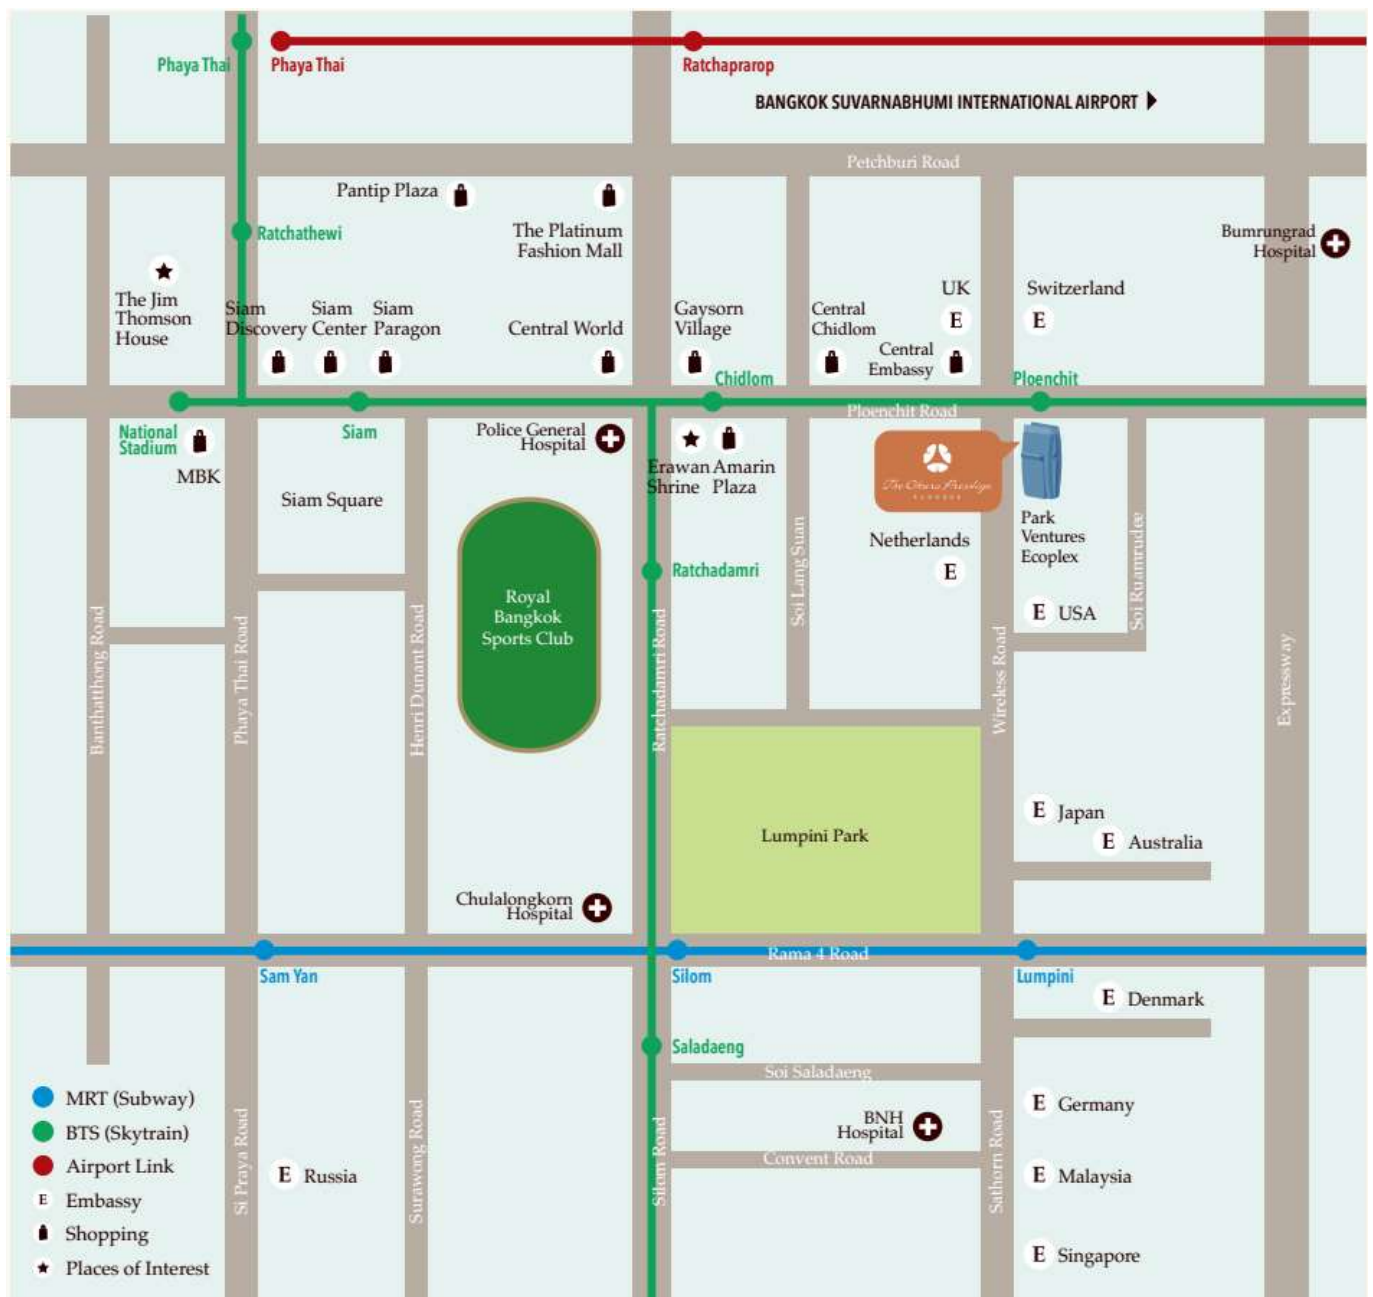 Phaya Thai
Phaya Thai
Ratchaprarop
BANGKOK SUVARNABHUMI INTERNATIONAL AIRPORT
Petchburi Road
Pantip Plaza
The Platinum
Fashion Mall
Ratchathewi
Bumrungrad
Hospital
The Jim
Thomson
House
Siam
Discovery
Siam
Center
Siam
Paragon
Central World
Gaysorn
Village
Central
Chidlom
UK
E
Central
Embassy
Switzerland
E
Chidlom
Ploenchit
Ploenchit Road
National
Stadium
MBK
Siam
Siam Square
Police General
Hospital
Erawan
Shrine
Amarin
Plaza
The Okura Prestige
BANGKOK
Park
Ventures
Ecoplex
Netherlands
E
Ratchadamri
Royal
Bangkok
Sports Club
E USA
Soi Lang Suan
Soi Ruamrudee
Banthatthong Road
Phaya Thai Road
Henri Dunant Road
Ratchadamri Road
Wireless Road
Expressway
Lumpini Park
E Japan
E Australia
Chulalongkorn
Hospital
Rama 4 Road
Sam Yan
Silom
Lumpini
E Denmark
Saladaeng
Soi Saladaeng
BNH
Hospital
Convent Road
E Germany
E Malaysia
E Singapore
E Russia
Si Praya Road
Surawong Road
Silom Road
Sathorn Road
MRT (Subway)
BTS (Skytrain)
Airport Link
E Embassy
Shopping
Places of Interest